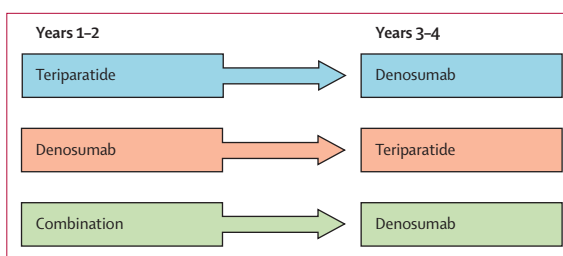 Years 1–2 Years 3–4
Teriparatide Denosumab
Denosumab Teriparatide
Combination Denosumab